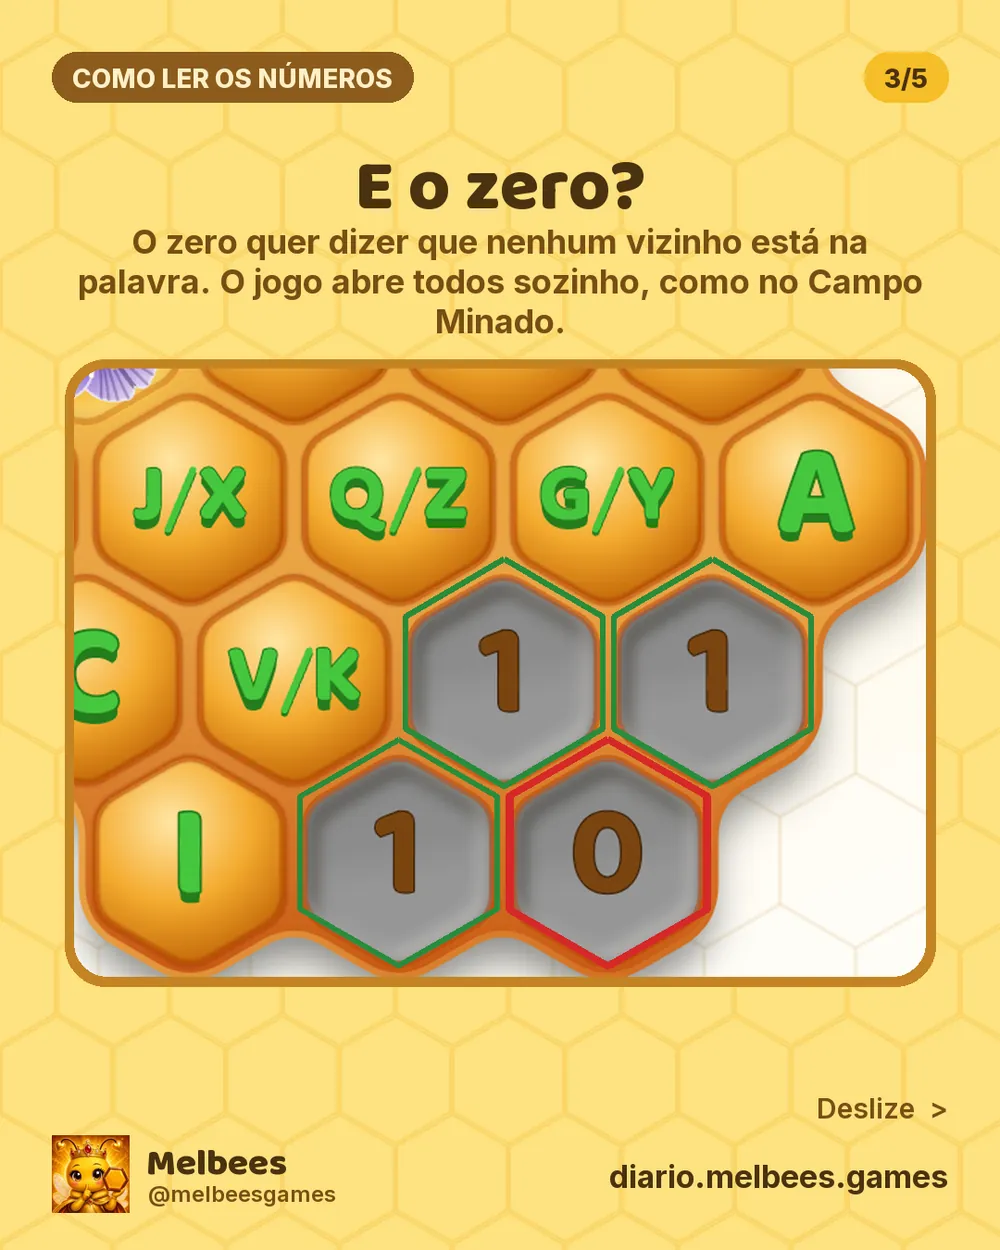 COMO LER OS NÚMEROS
3/5
E o zero?
O zero quer dizer que nenhum vizinho está na
palavra. O jogo abre todos sozinho, como no Campo
Minado.
J/X Q/Z G/Y A
C V/K 1 1
I 1 0
Deslize >
Melbees
@melbeesgames
diario.melbees.games